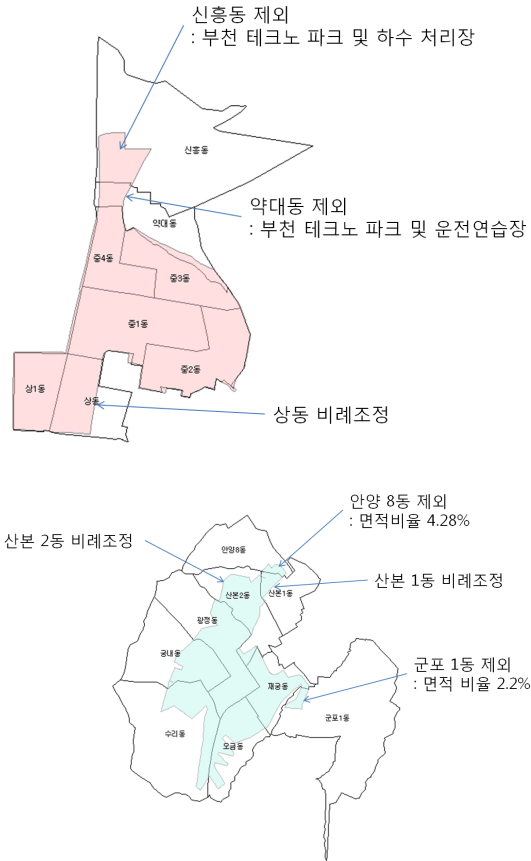 신흥동 제외
: 부천 테크노 파크 및 하수 처리장
신흥동
약대동 제외
: 부천 테크노 파크 및 운전연습장
약대동
중4동
중3동
중1동
중2동
상1동
상동
상동 비례조정
안양 8동 제외
: 면적비율 4.28%
산본 2동 비례조정
안양8동
산본 1동 비례조정
산본2동
산본1동
광정동
궁내동
군포 1동 제외
: 면적 비율 2.2%
재궁동
군포1동
수리동
오금동